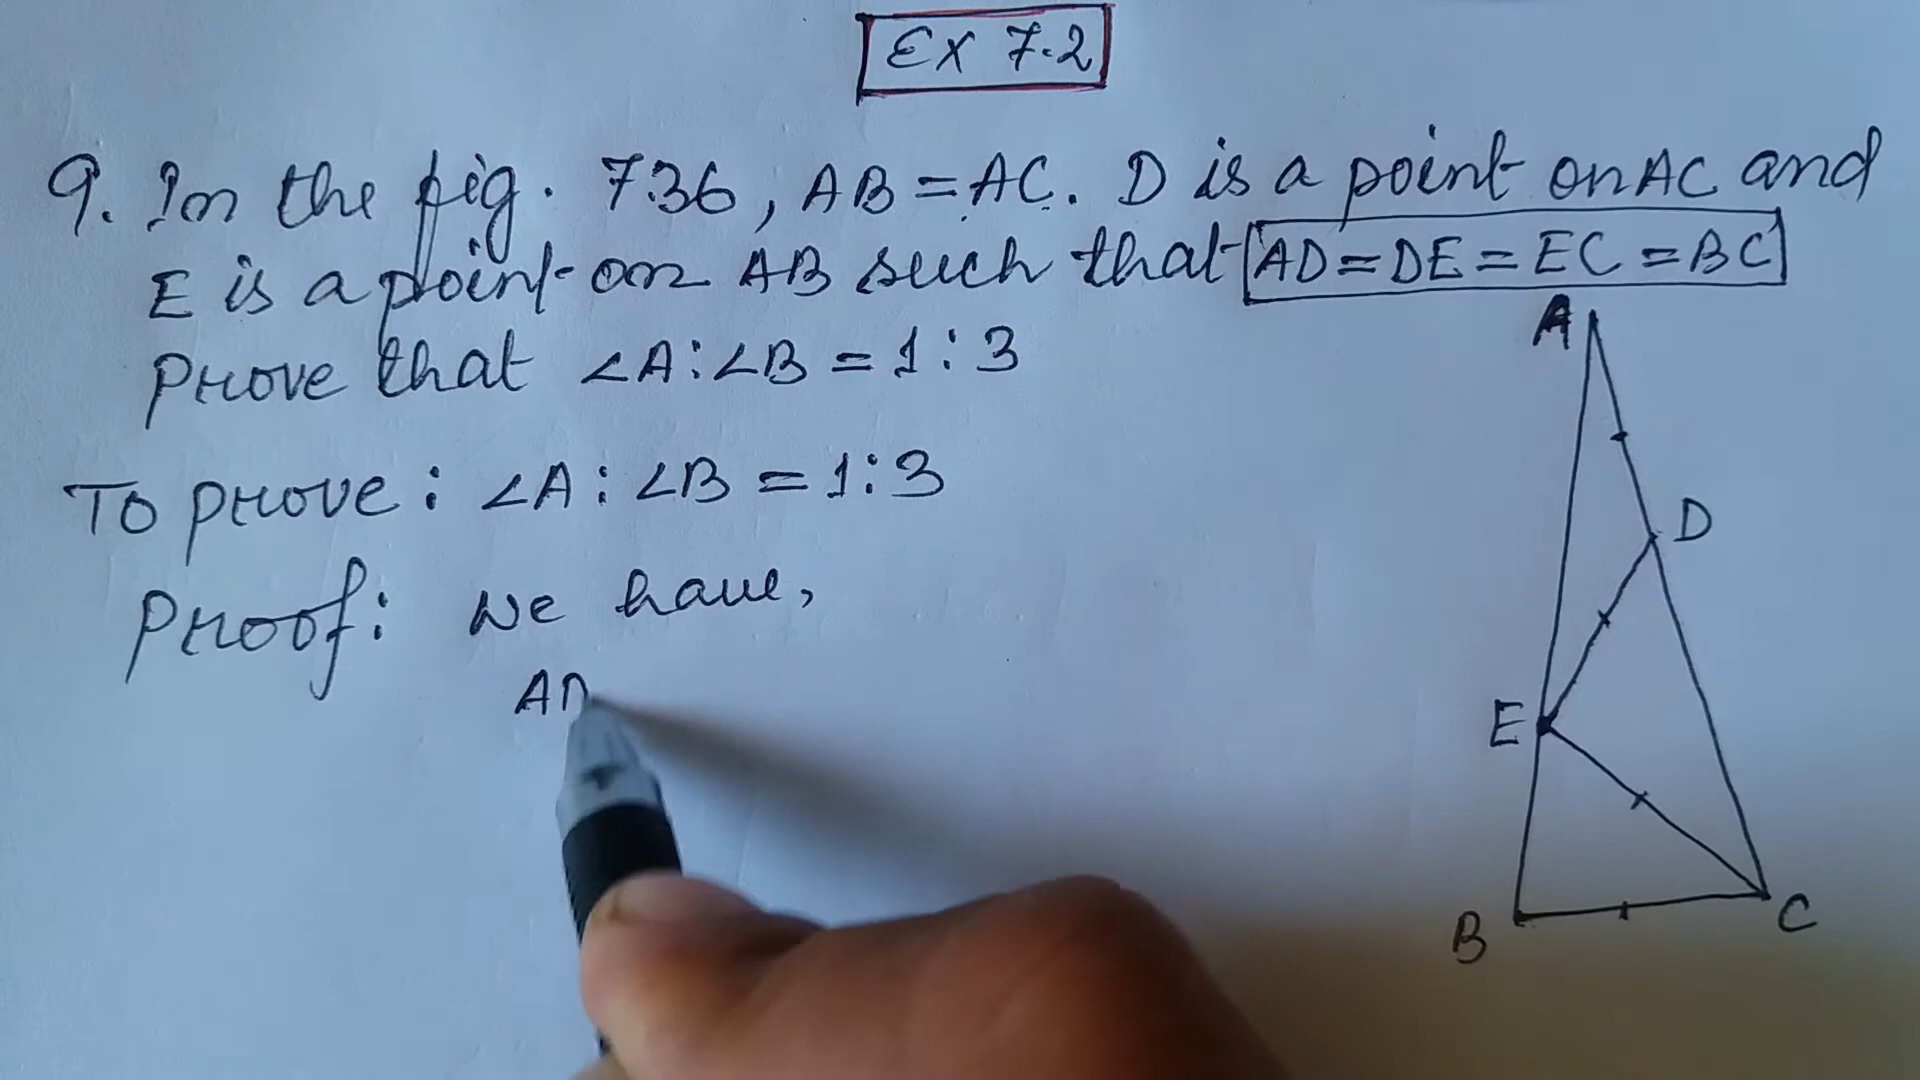 Ex 7.2
9. In the fig. 7.36, AB = AC. D is a point on AC and
E is a point on AB such that AD = DE = EC = BC
Prove that ∠A : ∠B = 1 : 3
To prove : ∠A : ∠B = 1 : 3
Proof : we have,
AD
A
D
E
B
C